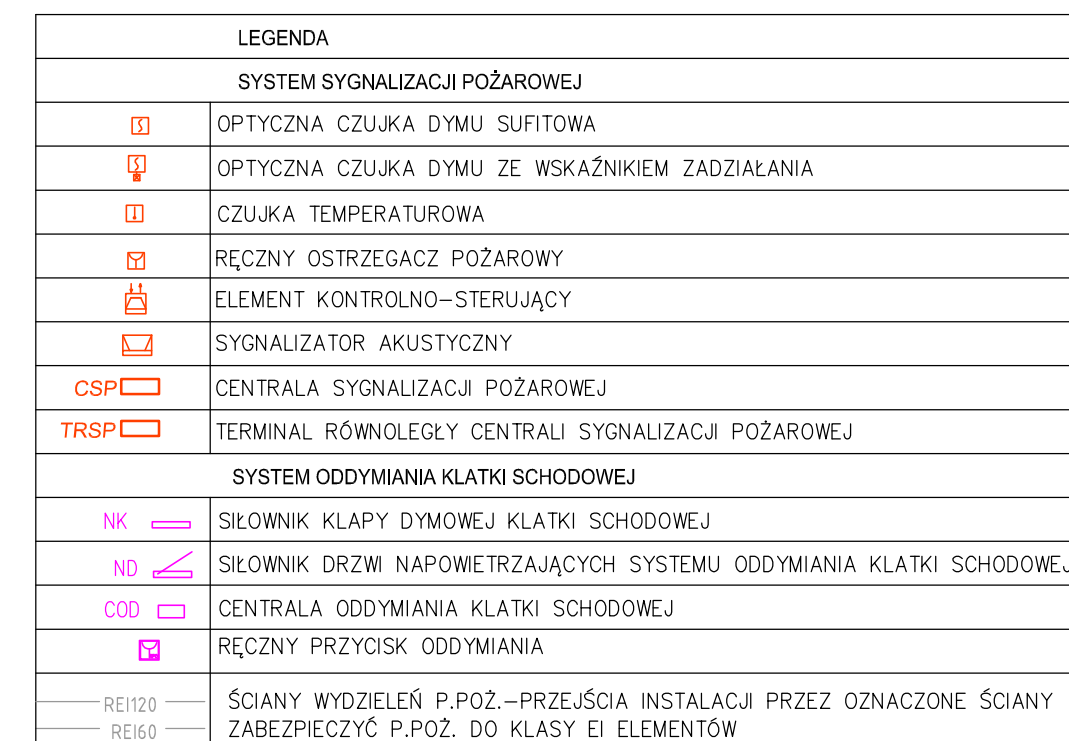 LEGENDA
SYSTEM SYGNALIZACJI POŻAROWEJ
OPTYCZNA CZUJKA DYMU SUFITOWA
OPTYCZNA CZUJKA DYMU ZE WSKAŹNIKIEM ZADZIAŁANIA
CZUJKA TEMPERATUROWA
RĘCZNY OSTRZEGACZ POŻAROWY
ELEMENT KONTROLNO–STERUJĄCY
SYGNALIZATOR AKUSTYCZNY
CSP CENTRALA SYGNALIZACJI POŻAROWEJ
TRSP TERMINAL RÓWNOLEGŁY CENTRALI SYGNALIZACJI POŻAROWEJ
SYSTEM ODDYMIANIA KLATKI SCHODOWEJ
NK SIŁOWNIK KLAPY DYMOWEJ KLATKI SCHODOWEJ
ND SIŁOWNIK DRZWI NAPOWIETRZAJĄCYCH SYSTEMU ODDYMIANIA KLATKI SCHODOWEJ
COD CENTRALA ODDYMIANIA KLATKI SCHODOWEJ
RĘCZNY PRZYCISK ODDYMIANIA
REI120 ŚCIANY WYDZIELEŃ P.POŻ.–PRZEJŚCIA INSTALACJI PRZEZ OZNACZONE ŚCIANY
REI60 ZABEZPIECZYĆ P.POŻ. DO KLASY EI ELEMENTÓW